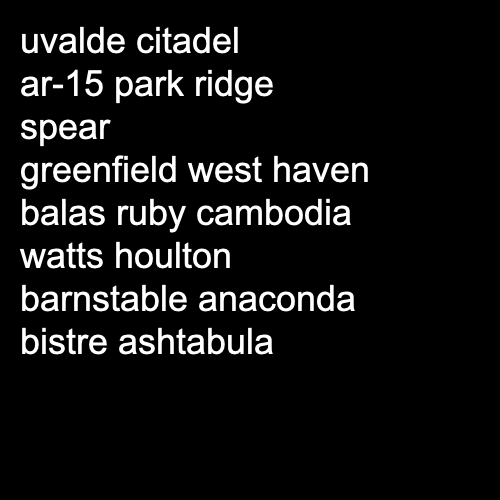 uvalde citadel
ar-15 park ridge
spear
greenfield west haven
balas ruby cambodia
watts houlton
barnstable anaconda
bistre ashtabula